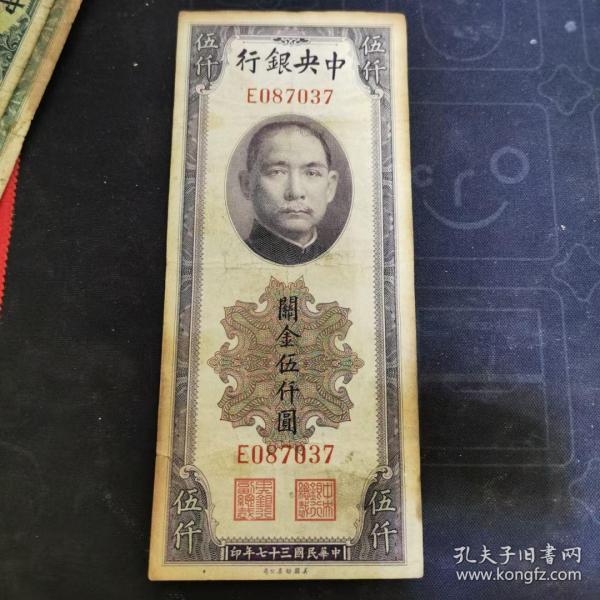 伍仟 伍仟
中央銀行
E087037
關金伍仟圓
E087037
伍仟 伍仟
中華民國三十七年印
孔夫子旧书网
www.kongfz.com